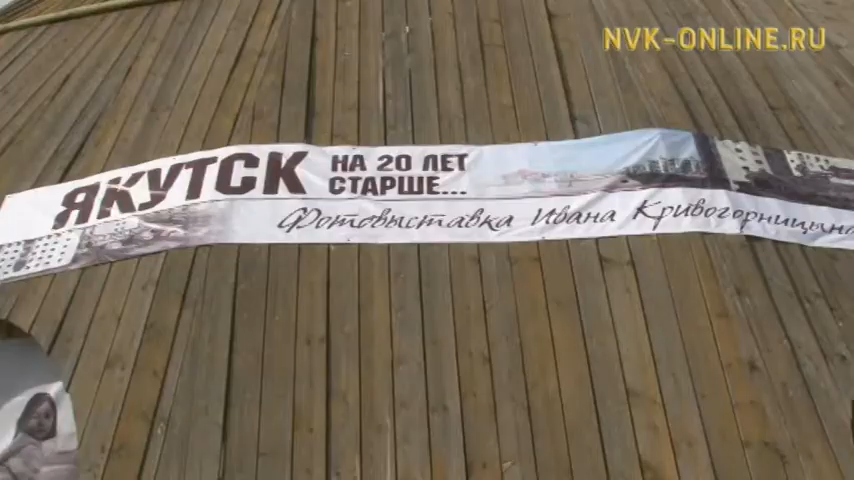 NVK-ONLINE.RU
ЯКУТСК НА 20 ЛЕТ
СТАРШЕ...
Фотовыставка Ивана Кривогорницына